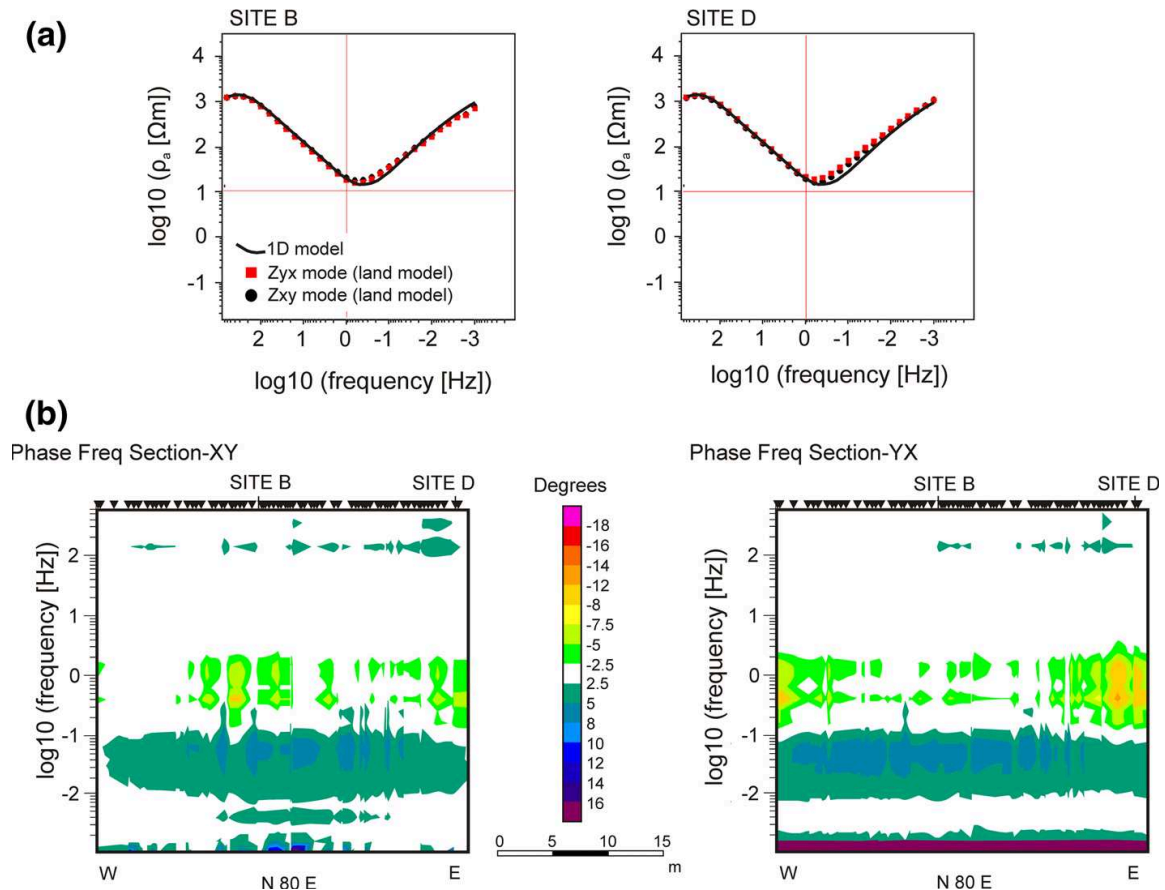 (a)
SITE B
SITE D
log10 (ρa [Ωm])
4
3
2
1
0
-1
1D model
Zyx mode (land model)
Zxy mode (land model)
2 1 0 -1 -2 -3
log10 (frequency [Hz])
log10 (ρa [Ωm])
4
3
2
1
0
-1
2 1 0 -1 -2 -3
log10 (frequency [Hz])
(b)
Phase Freq Section-XY
SITE B SITE D
log10 (frequency [Hz])
2
1
0
-1
-2
W
N 80 E
E
Degrees
-18
-16
-14
-12
-8
-5
-2.5
2.5
5
8
10
12
14
16
0 5 10 15
m
Phase Freq Section-YX
SITE B SITE D
log10 (frequency [Hz])
2
1
0
-1
-2
W
N 80 E
E